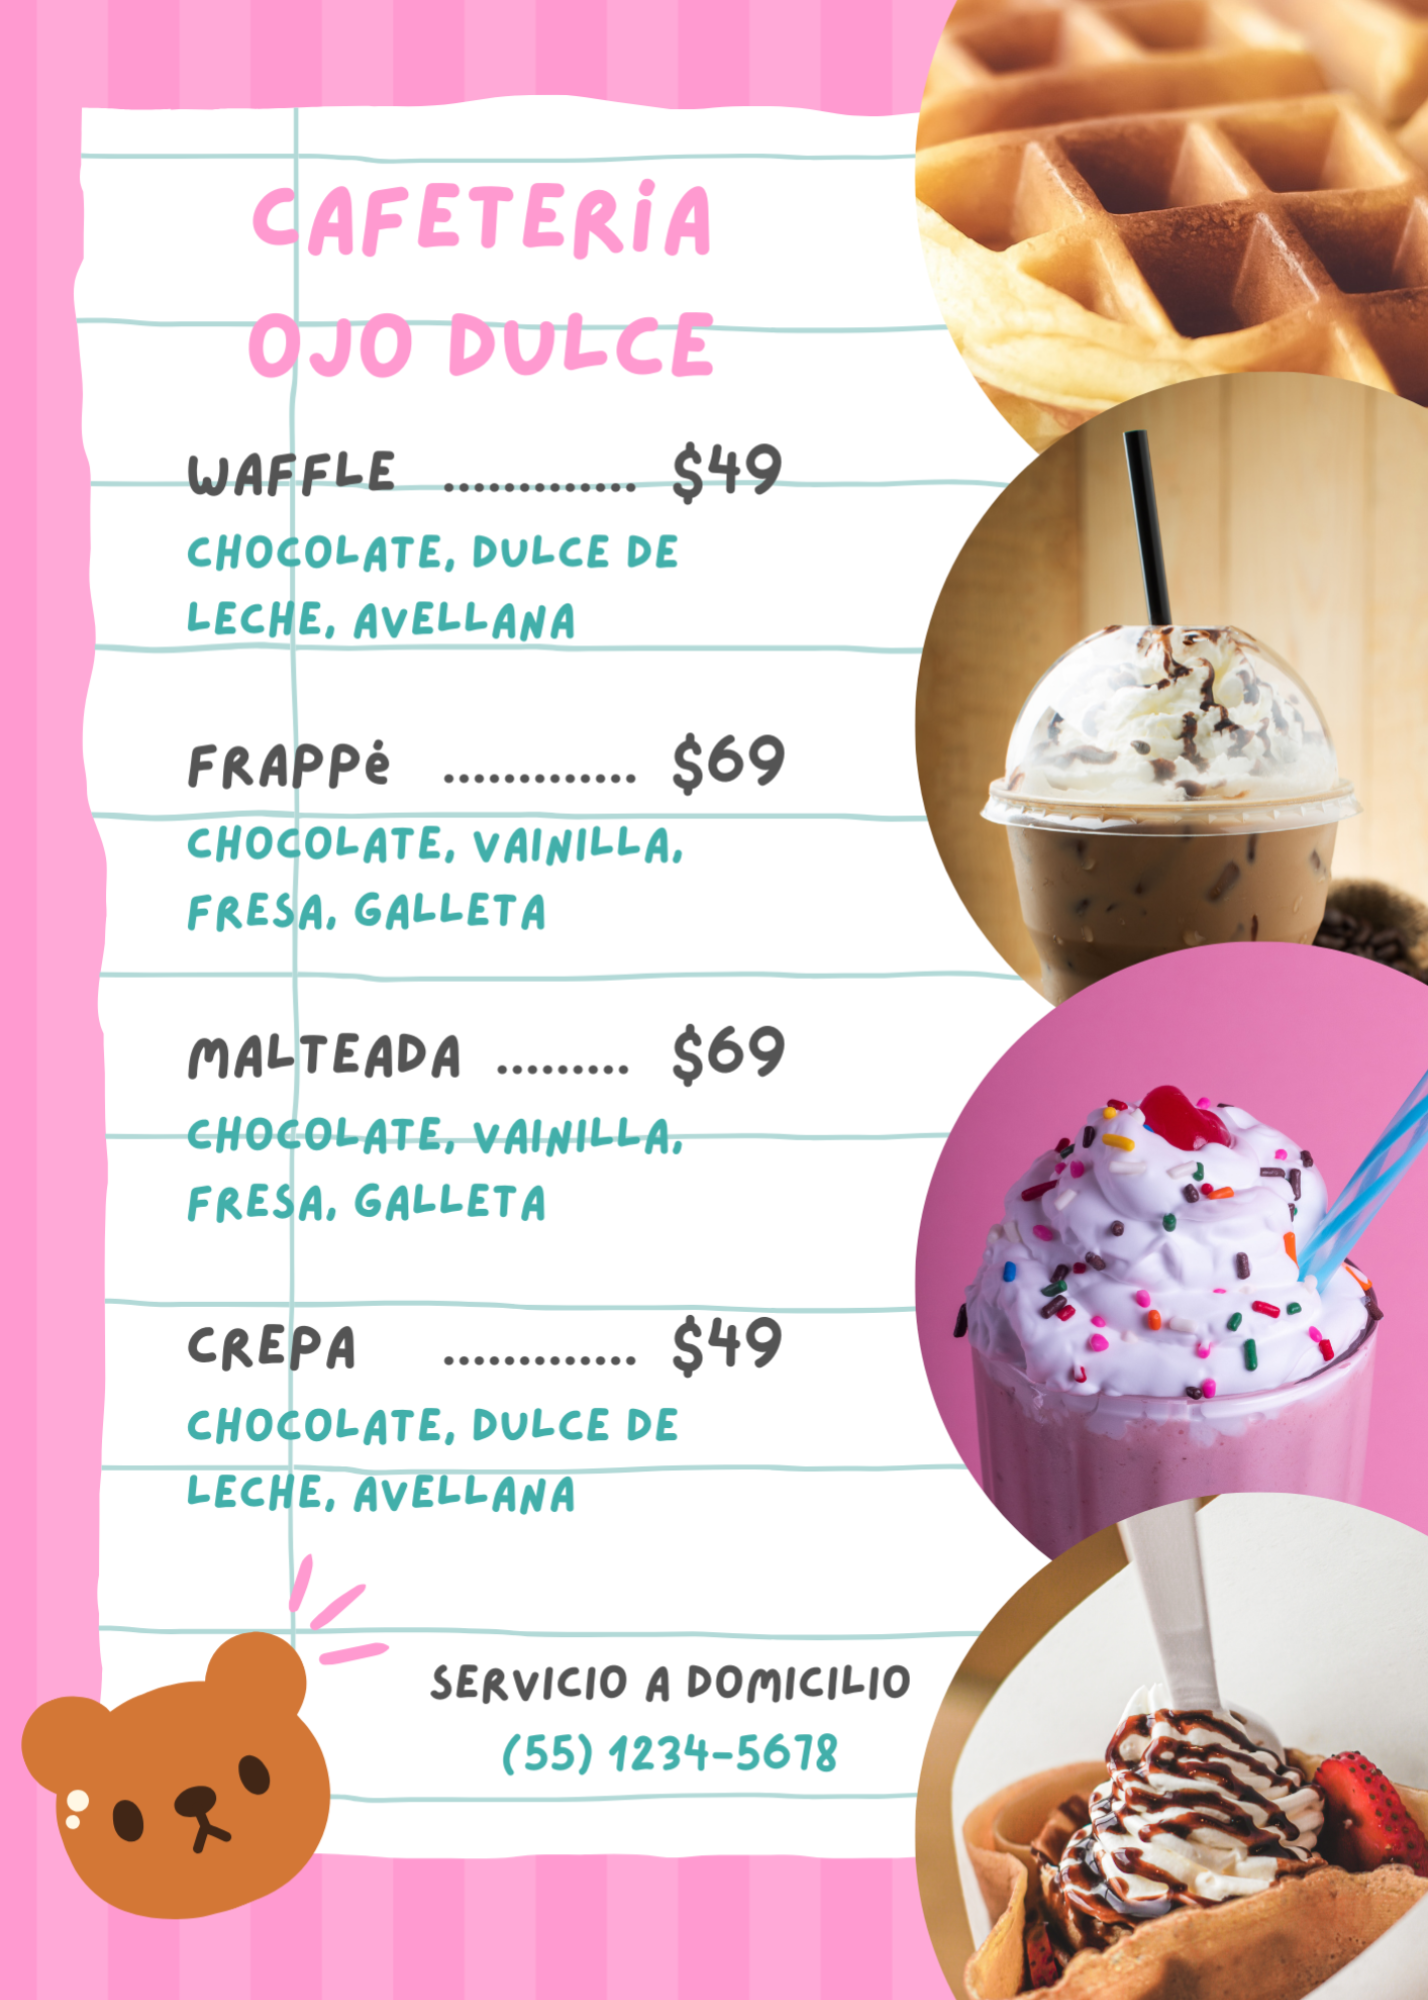 CAFETERÍA
OJO DULCE
WAFFLE ............. $49
CHOCOLATE, DULCE DE
LECHE, AVELLANA
FRAPPé ............. $69
CHOCOLATE, VAINILLA,
FRESA, GALLETA
MALTEADA ......... $69
CHOCOLATE, VAINILLA,
FRESA, GALLETA
CREPA ............. $49
CHOCOLATE, DULCE DE
LECHE, AVELLANA
SERVICIO A DOMICILIO
(55) 1234-5678